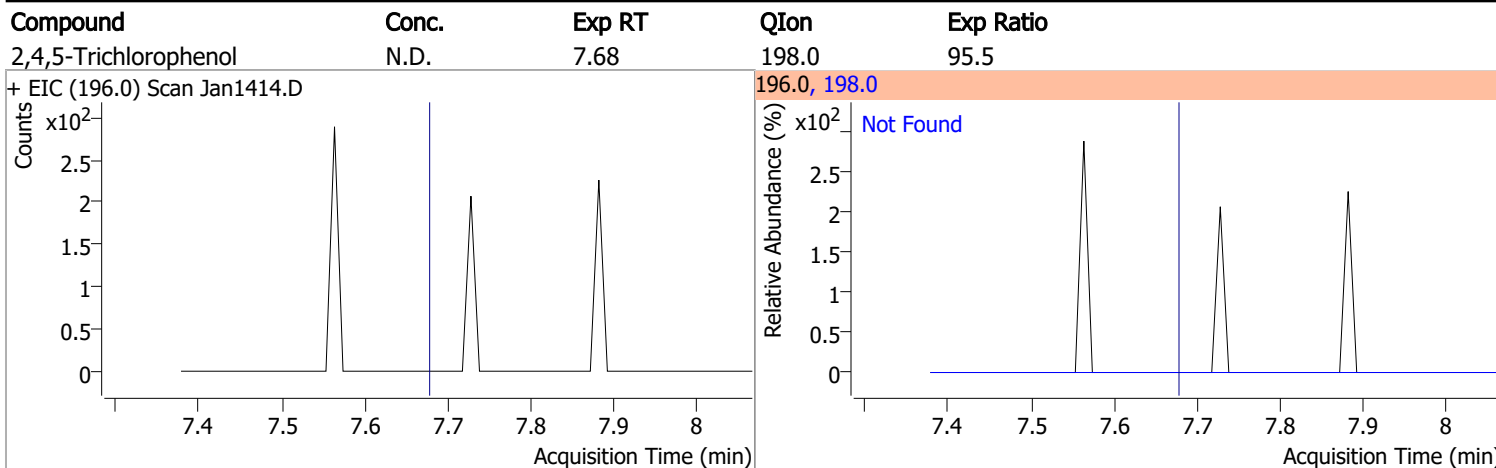 Compound Conc. Exp RT QIon Exp Ratio
2,4,5-Trichlorophenol N.D. 7.68 198.0 95.5
+ EIC (196.0) Scan Jan1414.D
Counts
x10²
2.5
2
1.5
1
0.5
0
7.4 7.5 7.6 7.7 7.8 7.9 8
Acquisition Time (min)
196.0, 198.0
Relative Abundance (%)
x10²
Not Found
2.5
2
1.5
1
0.5
0
7.4 7.5 7.6 7.7 7.8 7.9 8
Acquisition Time (min)